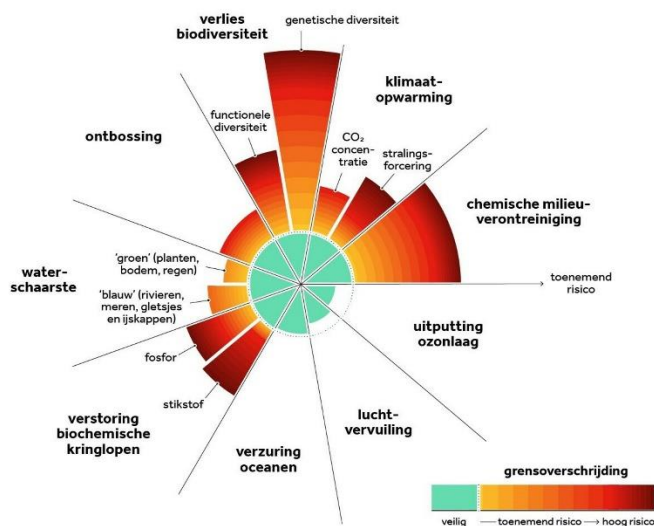 verlies
biodiversiteit
genetische diversiteit
klimaat-
opwarming
functionele
diversiteit
ontbossing
CO₂
concen-
tratie
stralings-
forcering
chemische milieu-
verontreiniging
'groen' (planten,
bodem, regen)
water-
schaarste
toenemend
risico
'blauw' (rivieren,
meren, gletsjes
en ijskappen)
uitputting
ozonlaag
fosfor
stikstof
lucht-
vervuiling
verstoring
biochemische
kringlopen
verzuring
oceanen
grensoverschrijding
veilig
toenemend risico
hoog risico